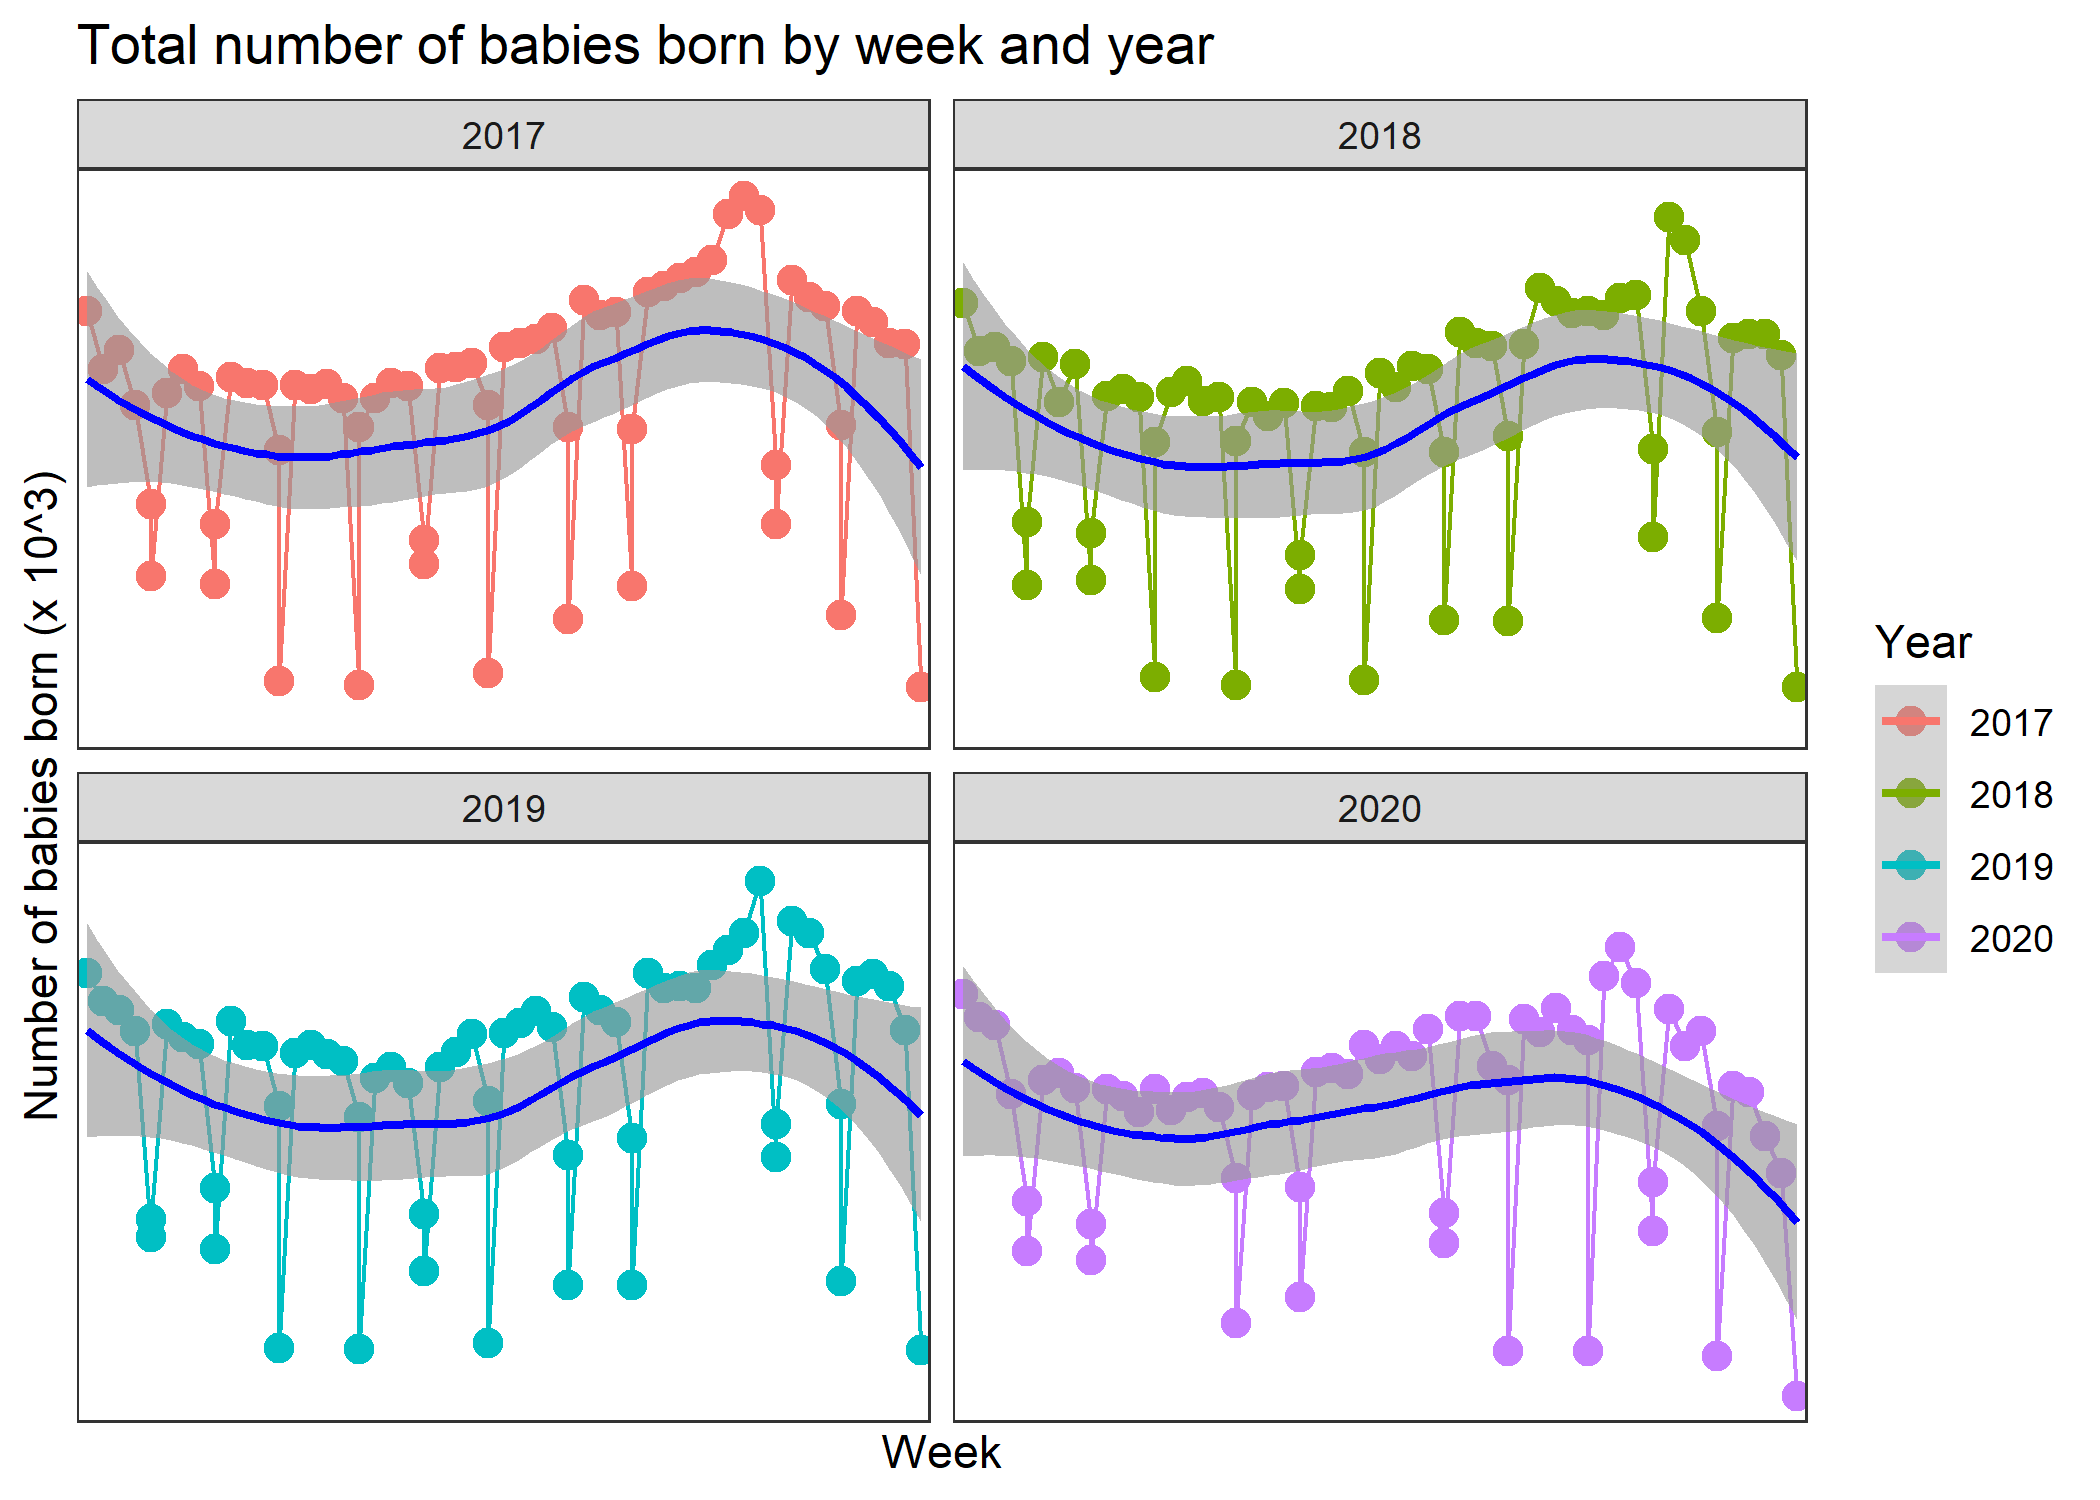 Total number of babies born by week and year
2017
2018
Number of babies born (x 10^3)
2019
2020
Week
Year
2017
2018
2019
2020